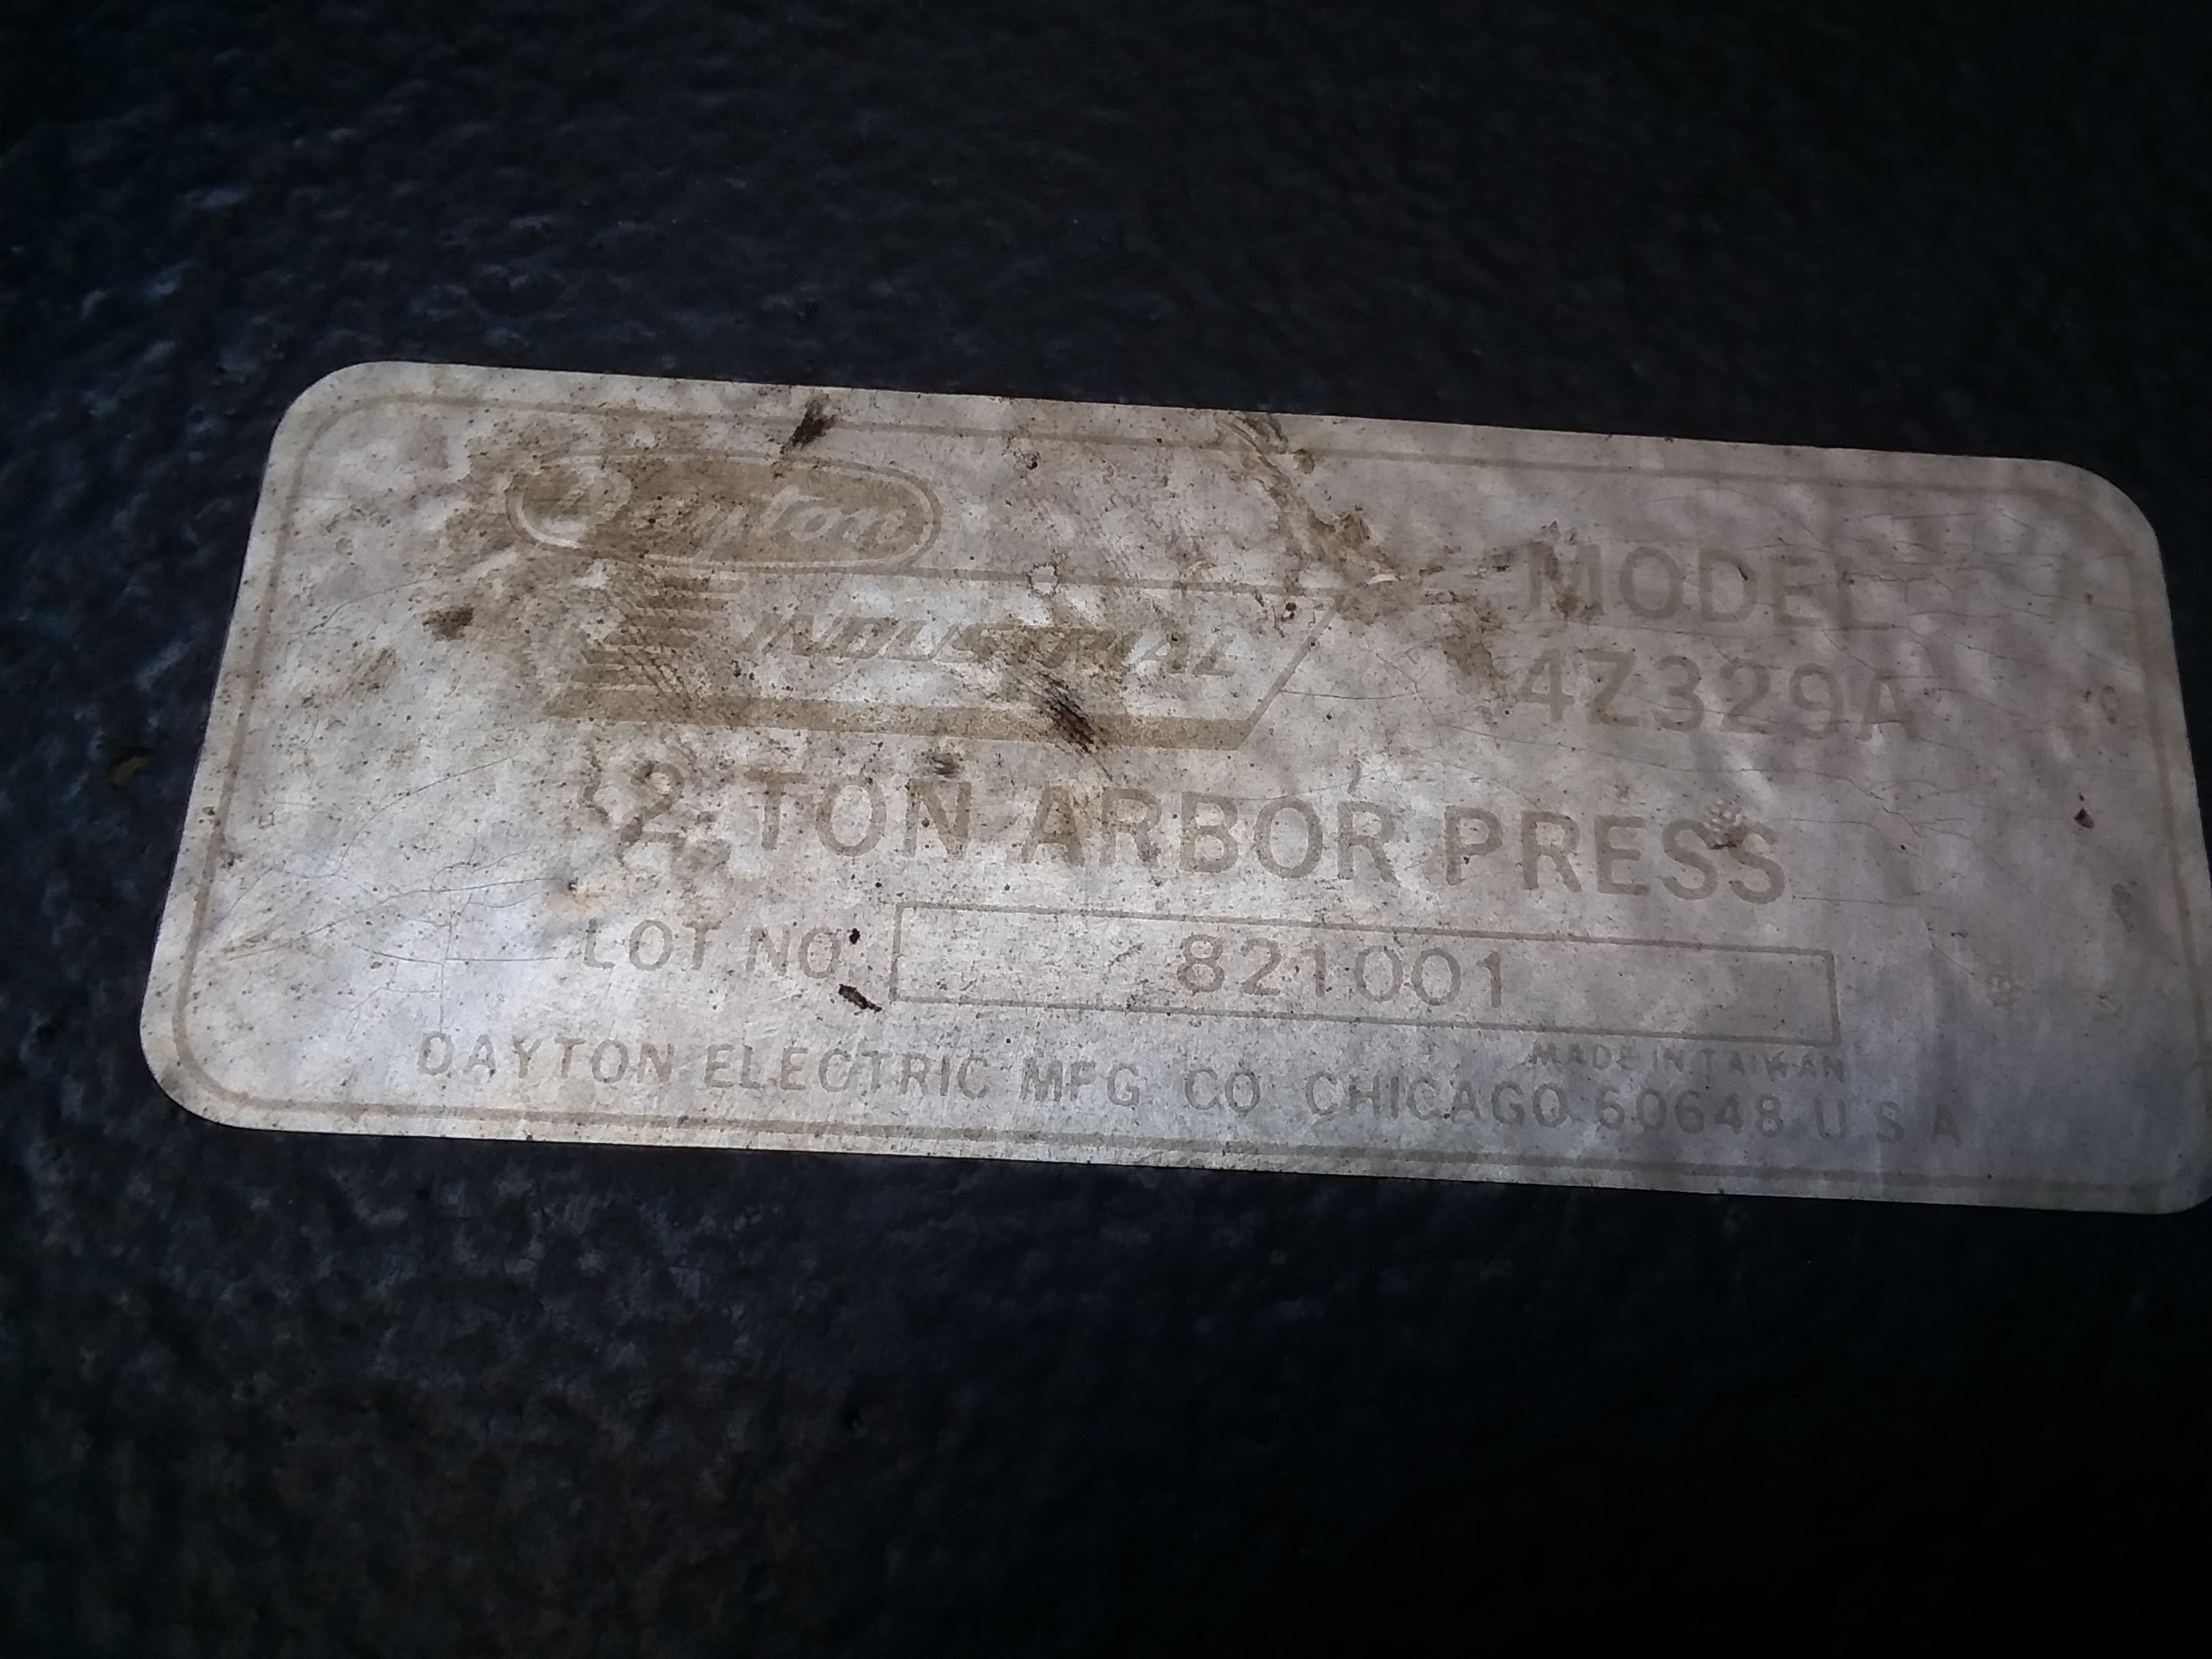 Dayton
INDUSTRIAL
MODEL
4Z329A
2 TON ARBOR PRESS
LOT NO. 821001
MADE IN TAIWAN
DAYTON ELECTRIC MFG CO CHICAGO 60648 U S A